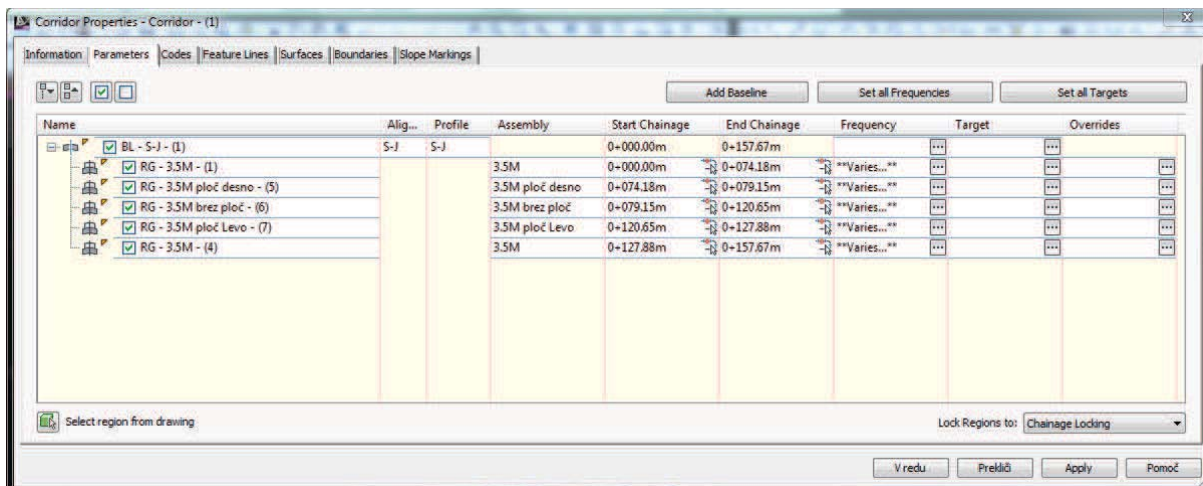 Corridor Properties - Corridor - (1)
Information Parameters Codes Feature Lines Surfaces Boundaries Slope Markings
Add Baseline Set all Frequencies Set all Targets
Name Alig... Profile Assembly Start Chainage End Chainage Frequency Target Overrides
BL - S-J - (1) S-J S-J 0+000.00m 0+157.67m ... ...
RG - 3.5M - (1) 3.5M 0+000.00m 0+074.18m **Varies...** ... ... ...
RG - 3.5M ploč desno - (5) 3.5M ploč desno 0+074.18m 0+079.15m **Varies...** ... ... ...
RG - 3.5M brez ploč - (6) 3.5M brez ploč 0+079.15m 0+120.65m **Varies...** ... ... ...
RG - 3.5M ploč Levo - (7) 3.5M ploč Levo 0+120.65m 0+127.88m **Varies...** ... ... ...
RG - 3.5M - (4) 3.5M 0+127.88m 0+157.67m **Varies...** ... ... ...
Select region from drawing Lock Regions to: Chainage Locking
V redu Prekliči Apply Pomoč